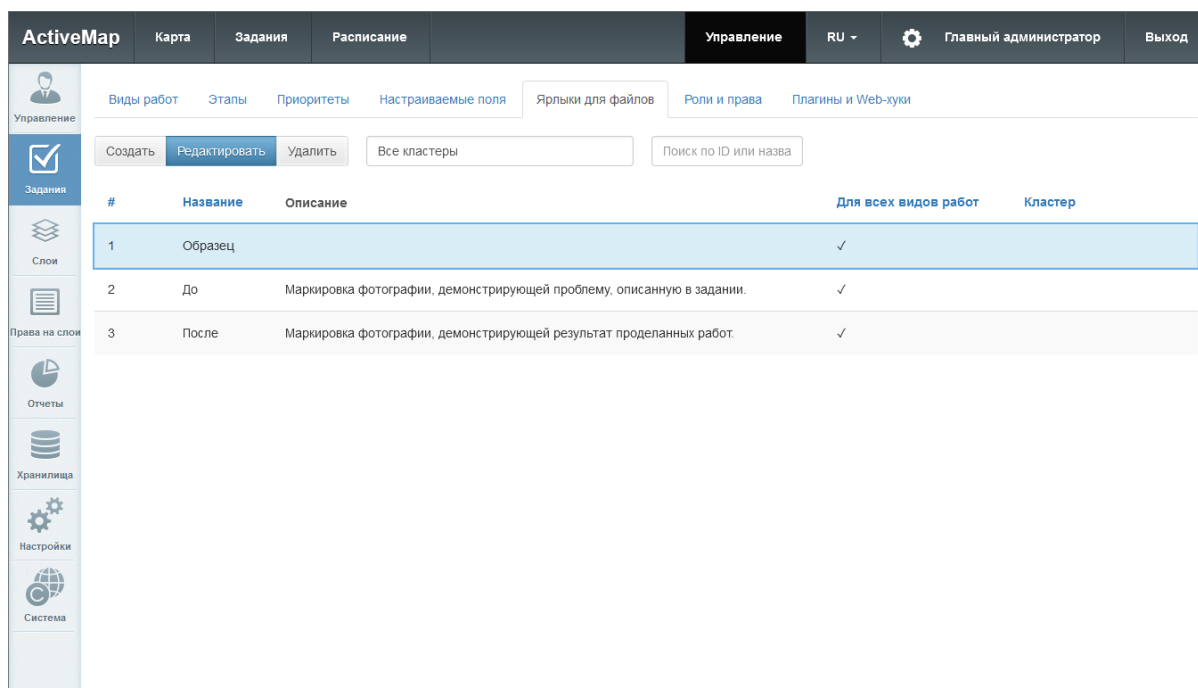 ActiveMap Карта Задания Расписание Управление RU Главный администратор Выход
Управление
Задания
Слои
Права на слои
Отчеты
Хранилища
Настройки
Система
Виды работ Этапы Приоритеты Настраиваемые поля Ярлыки для файлов Роли и права Плагины и Web-хуки
Создать Редактировать Удалить Все кластеры Поиск по ID или назва
# Название Описание Для всех видов работ Кластер
1 Образец ✓
2 До Маркировка фотографии, демонстрирующей проблему, описанную в задании. ✓
3 После Маркировка фотографии, демонстрирующей результат проделанных работ. ✓